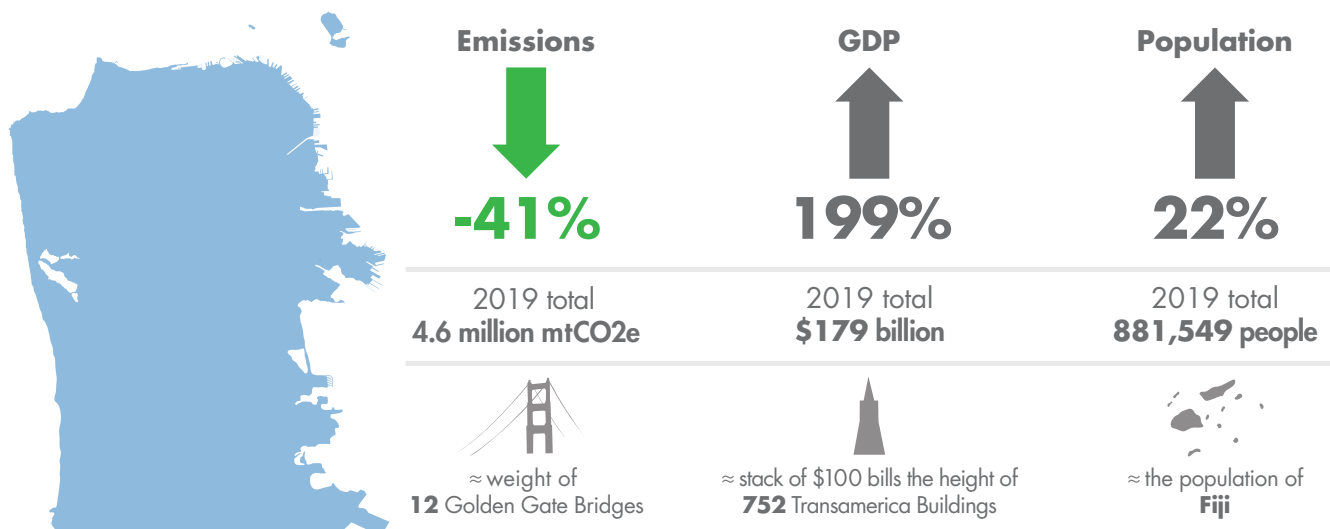 Emissions
GDP
Population
-41%
199%
22%
2019 total
4.6 million mtCO2e
2019 total
$179 billion
2019 total
881,549 people
≈ weight of
12 Golden Gate Bridges
≈ stack of $100 bills the height of
752 Transamerica Buildings
≈ the population of
Fiji